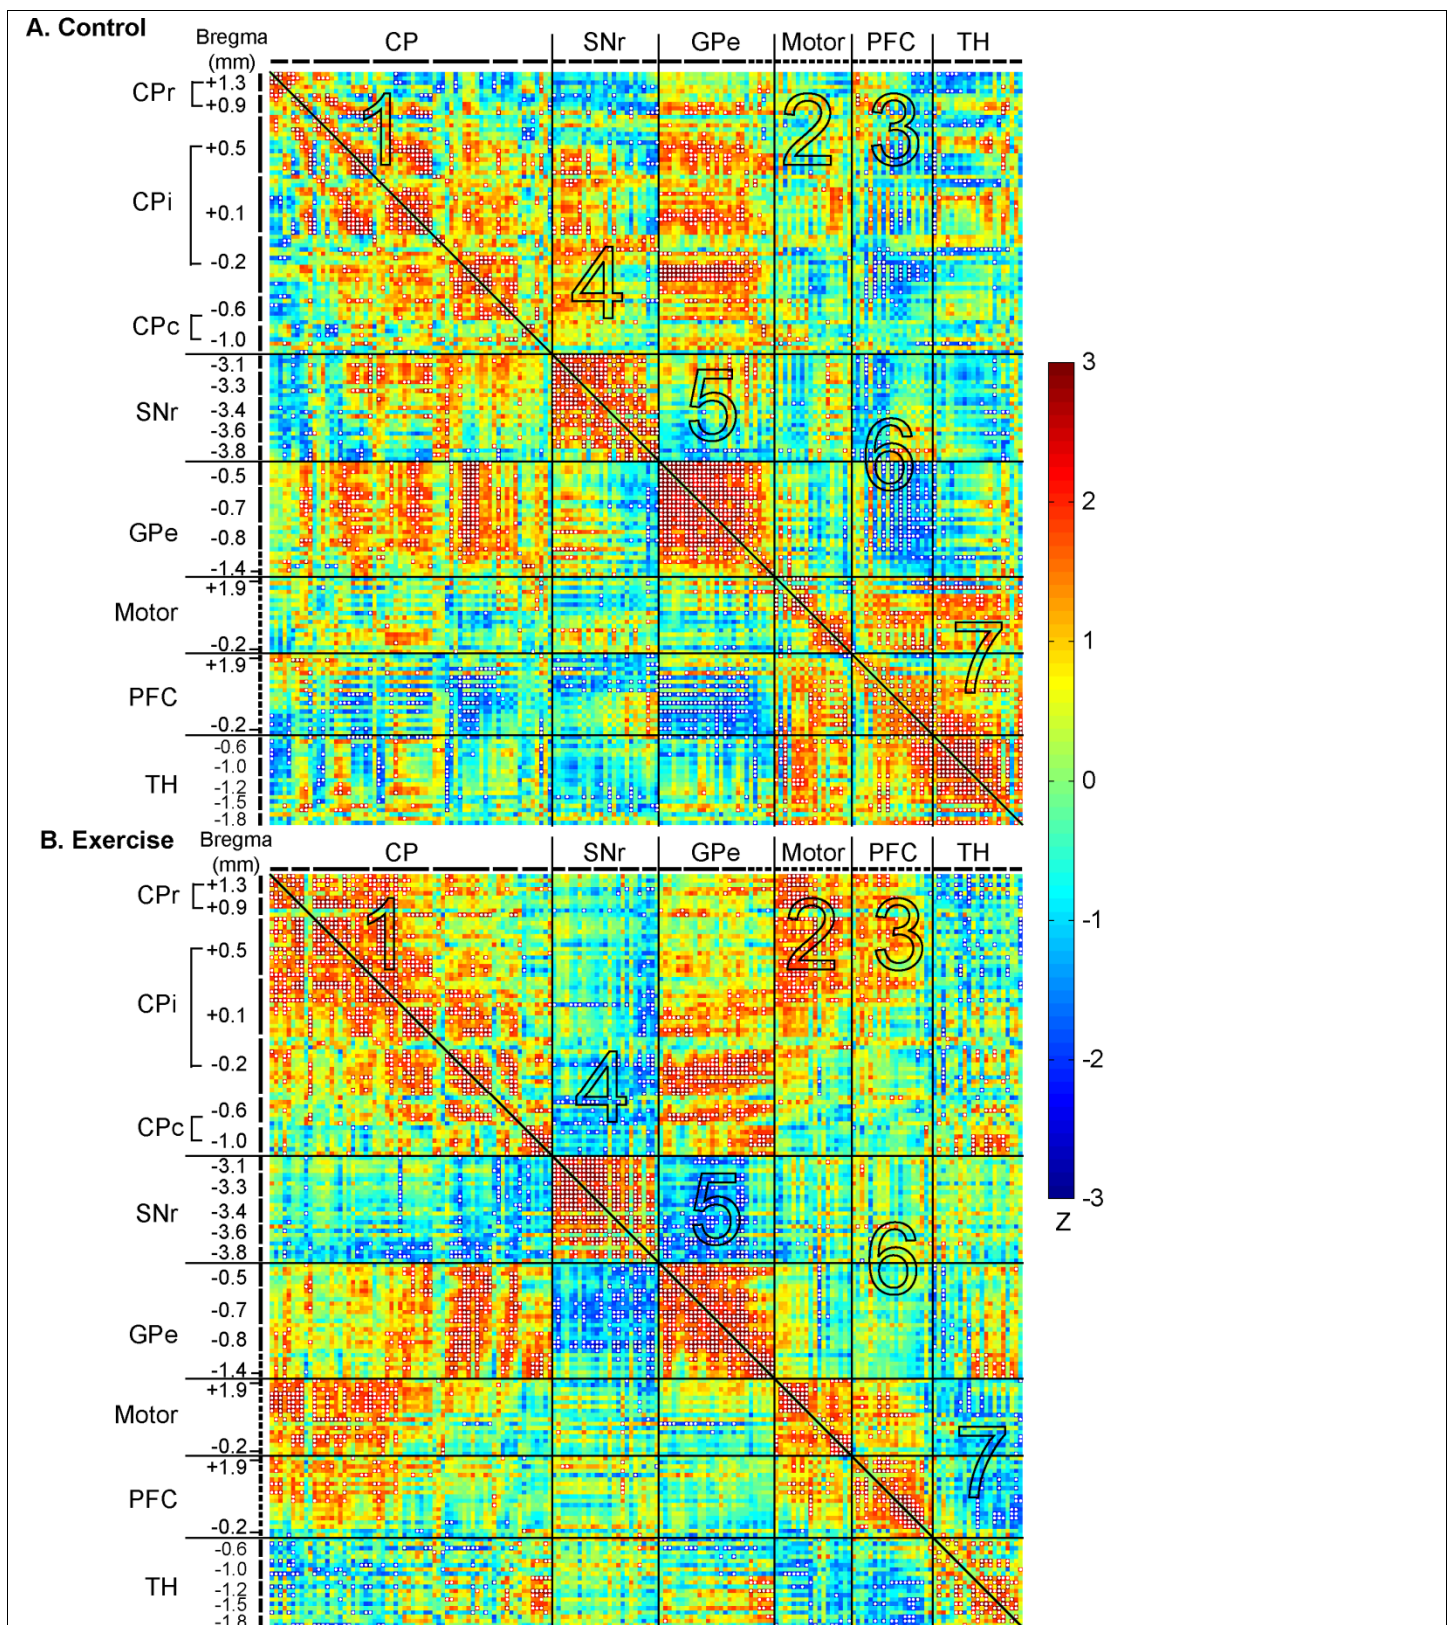 A. Control
Bregma (mm)
CP SNr GPe Motor PFC TH
CPr +1.3
+0.9
1 2 3
+0.5
CPi
+0.1
-0.2
4
-0.6
CPc
-1.0
-3.1
-3.3
SNr -3.4 5
-3.6 6
-3.8
-0.5
-0.7
GPe -0.8
-1.4
+1.9
Motor
-0.2 7
+1.9
PFC
-0.2
-0.6
-1.0
TH -1.2
-1.5
-1.8
3
2
1
0
-1
-2
-3
Z
B. Exercise
Bregma (mm)
CP SNr GPe Motor PFC TH
CPr +1.3
+0.9
1 2 3
+0.5
CPi
+0.1
-0.2
4
-0.6
CPc
-1.0
-3.1
-3.3
SNr -3.4 5
-3.6
-3.8 6
-0.5
-0.7
GPe -0.8
-1.4
+1.9
Motor
-0.2 7
+1.9
PFC
-0.2
-0.6
-1.0
TH -1.2
-1.5
-1.8